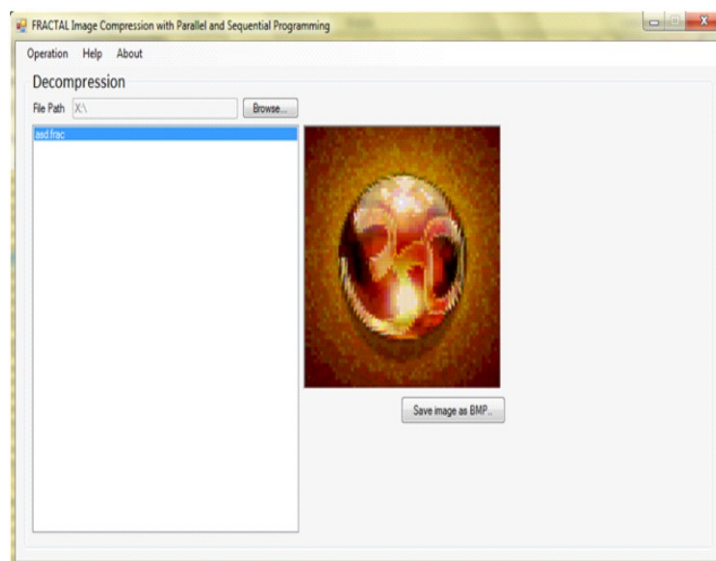 FRACTAL Image Compression with Parallel and Sequential Programming
Operation Help About
Decompression
File Path X:\ Browse...
asd.frac
Save image as BMP..